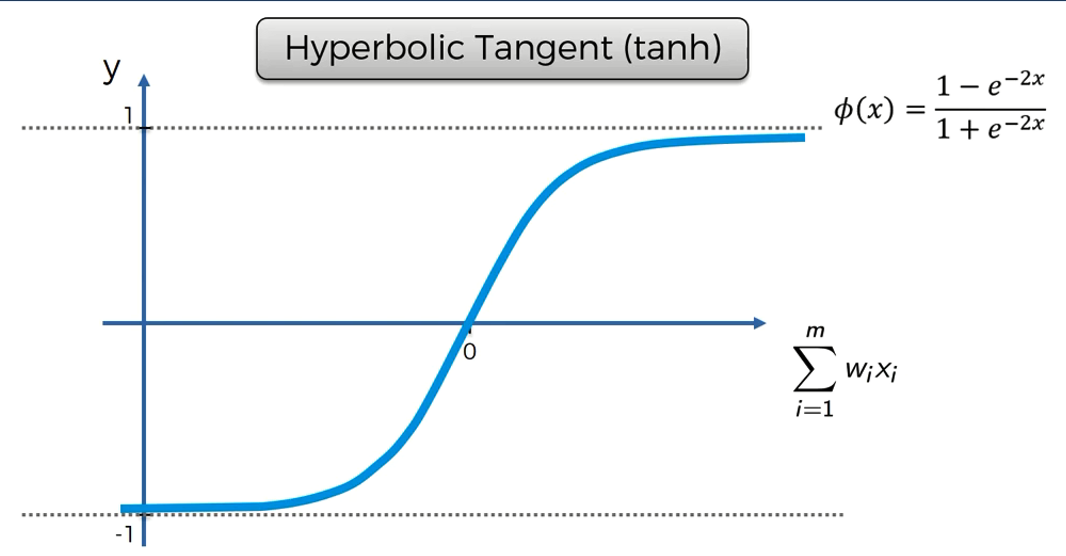 Hyperbolic Tangent (tanh)
y
1
ϕ(x) = (1 − e^{−2x}) / (1 + e^{−2x})
0
m
∑ wᵢxᵢ
i=1
-1